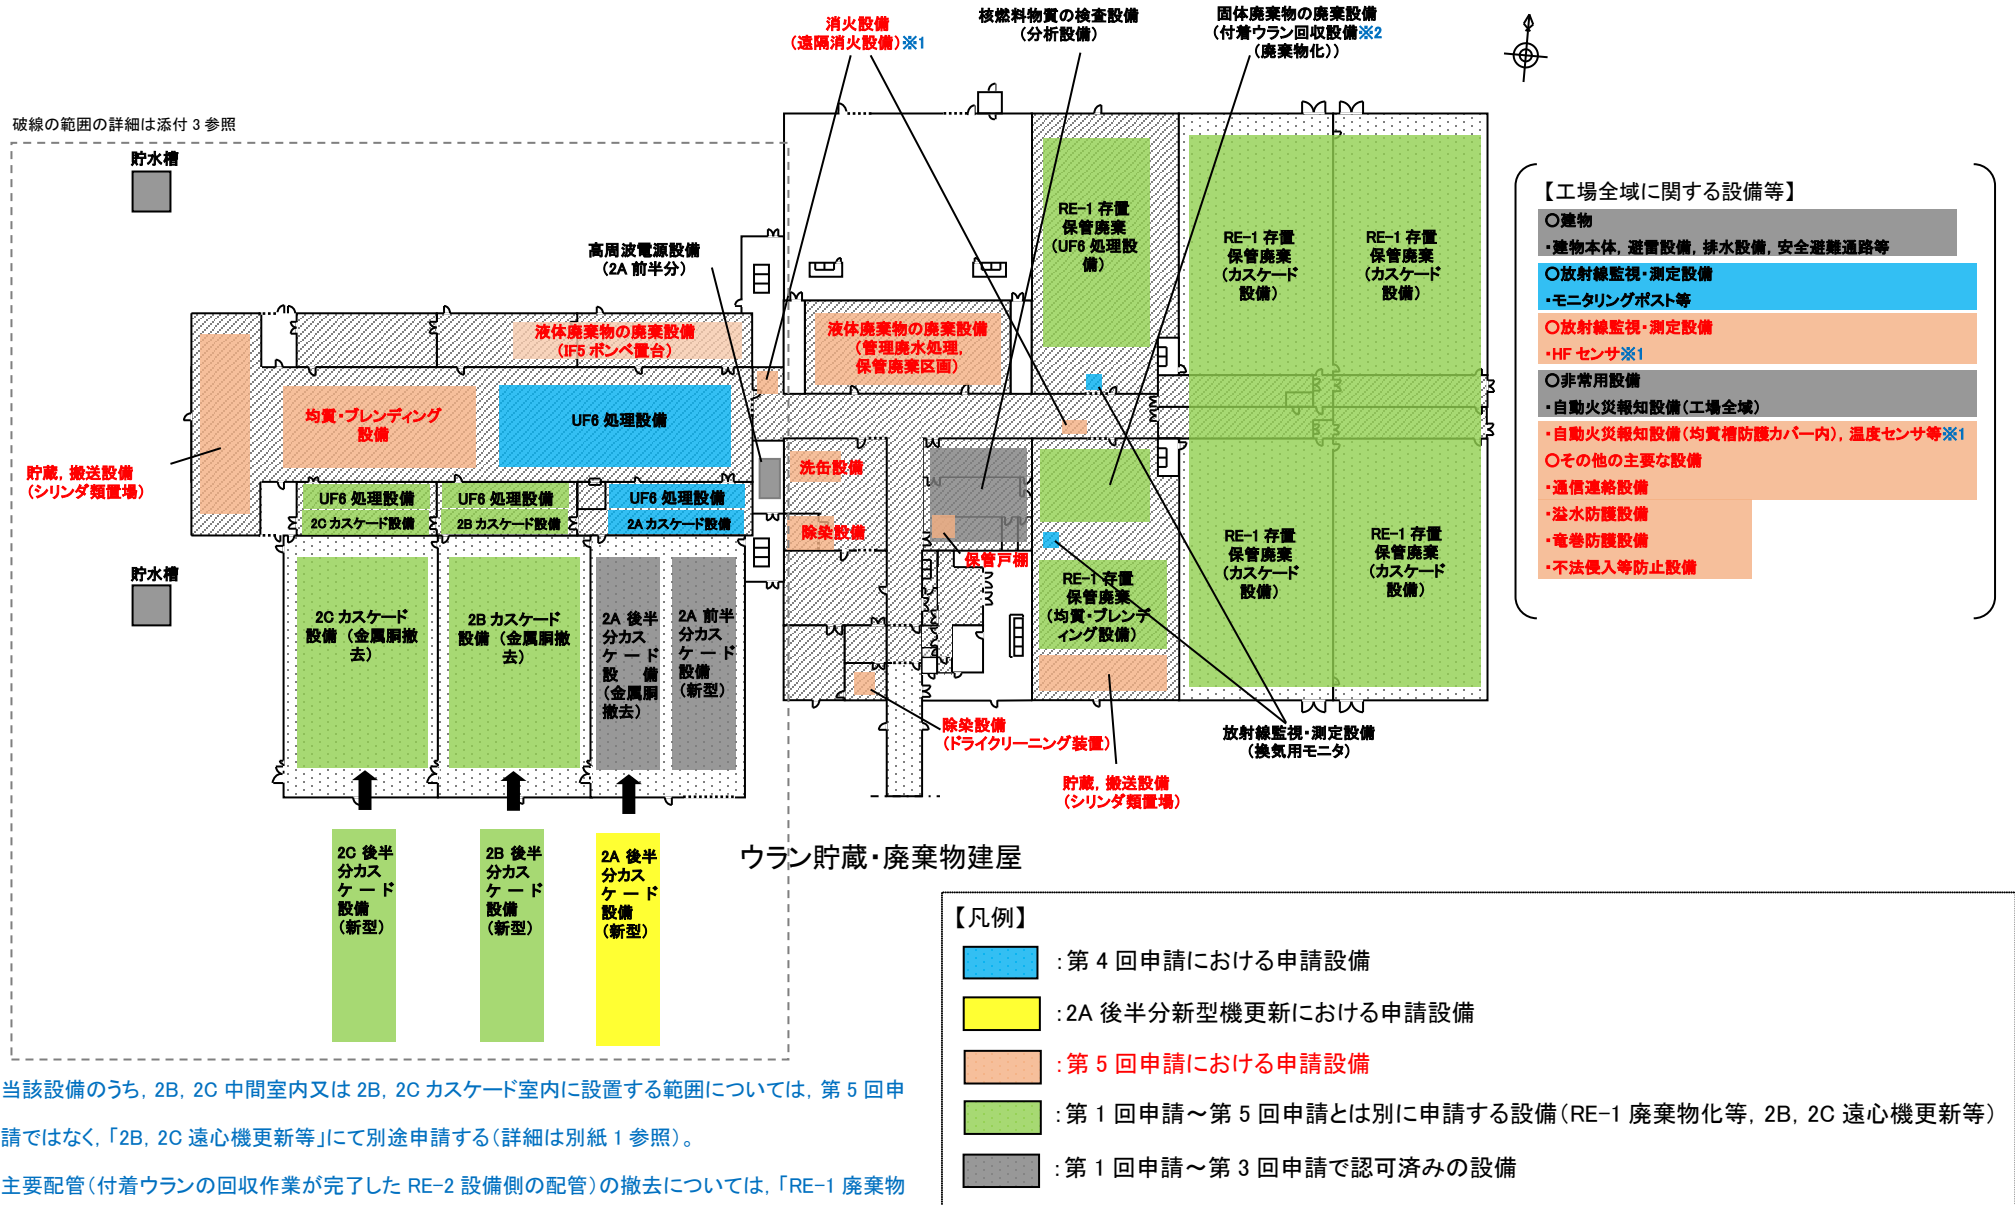 消火設備
(遠隔消火設備)※1
核燃料物質の検査設備
(分析設備)
固体廃棄物の廃棄設備
(付着ウラン回収設備※2
(廃棄物化))
破線の範囲の詳細は添付 3 参照
貯水槽
高周波電源設備
(2A 前半分)
RE-1 存置
保管廃棄
(UF6 処理設
備)
RE-1 存置
保管廃棄
(カスケード
設備)
RE-1 存置
保管廃棄
(カスケード
設備)
液体廃棄物の廃棄設備
(IF5 ボンベ置台)
液体廃棄物の廃棄設備
(管理廃水処理,
保管廃棄区画)
均質・ブレンディング
設備
UF6 処理設備
貯蔵, 搬送設備
(シリンダ類置場)
UF6 処理設備
2C カスケード設備
UF6 処理設備
2B カスケード設備
UF6 処理設備
2A カスケード設備
洗缶設備
除染設備
保管戸棚
貯水槽
2C カスケード
設備 (金属胴撤
去)
2B カスケード
設備 (金属胴撤
去)
2A 後半
分カス
ケード
設 備
(金属胴
撤去)
2A 前半
分カス
ケード
設備
(新型)
RE-1 存置
保管廃棄
(均質・ブレンデ
ィング設備)
RE-1 存置
保管廃棄
(カスケード
設備)
RE-1 存置
保管廃棄
(カスケード
設備)
除染設備
(ドライクリーニング装置)
貯蔵, 搬送設備
(シリンダ類置場)
放射線監視・測定設備
(換気用モニタ)
2C 後半
分カス
ケード
設備
(新型)
2B 後半
分カス
ケード
設備
(新型)
2A 後半
分カス
ケード
設備
(新型)
ウラン貯蔵・廃棄物建屋
【工場全域に関する設備等】
○建物
・建物本体, 避雷設備, 排水設備, 安全避難通路等
○放射線監視・測定設備
・モニタリングポスト等
○放射線監視・測定設備
・HF センサ※1
○非常用設備
・自動火災報知設備(工場全域)
・自動火災報知設備(均質槽防護カバー内), 温度センサ等※1
○その他の主要な設備
・通信連絡設備
・溢水防護設備
・竜巻防護設備
・不法侵入等防止設備
【凡例】
:第 4 回申請における申請設備
:2A 後半分新型機更新における申請設備
:第 5 回申請における申請設備
:第 1 回申請～第 5 回申請とは別に申請する設備(RE-1 廃棄物化等, 2B, 2C 遠心機更新等)
:第 1 回申請～第 3 回申請で認可済みの設備
当該設備のうち, 2B, 2C 中間室内又は 2B, 2C カスケード室内に設置する範囲については, 第 5 回申
請ではなく, 「2B, 2C 遠心機更新等」にて別途申請する(詳細は別紙 1 参照)。
主要配管(付着ウランの回収作業が完了した RE-2 設備側の配管)の撤去については, 「RE-1 廃棄物